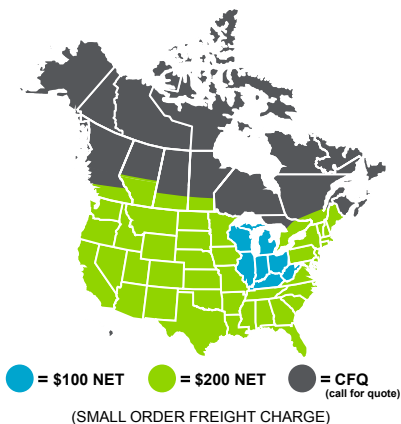 = $100 NET = $200 NET = CFQ
(call for quote)
(SMALL ORDER FREIGHT CHARGE)